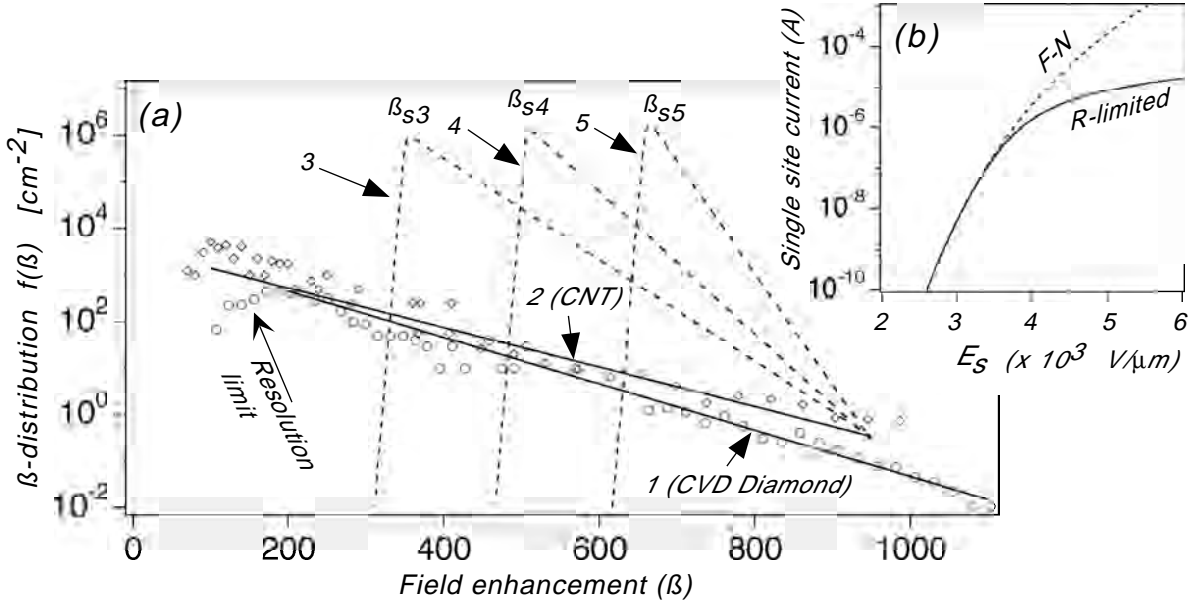 (a)
ß-distribution f(ß) [cm-2]
10^6
10^4
10^2
10^0
10^-2
0
200
400
600
800
1000
Field enhancement (ß)
ßs3
ßs4
ßs5
3
4
5
2 (CNT)
1 (CVD Diamond)
Resolution
limit
(b)
Single site current (A)
10^-4
10^-6
10^-8
10^-10
2
3
4
5
6
Es (x 10^3 V/µm)
F-N
R-limited